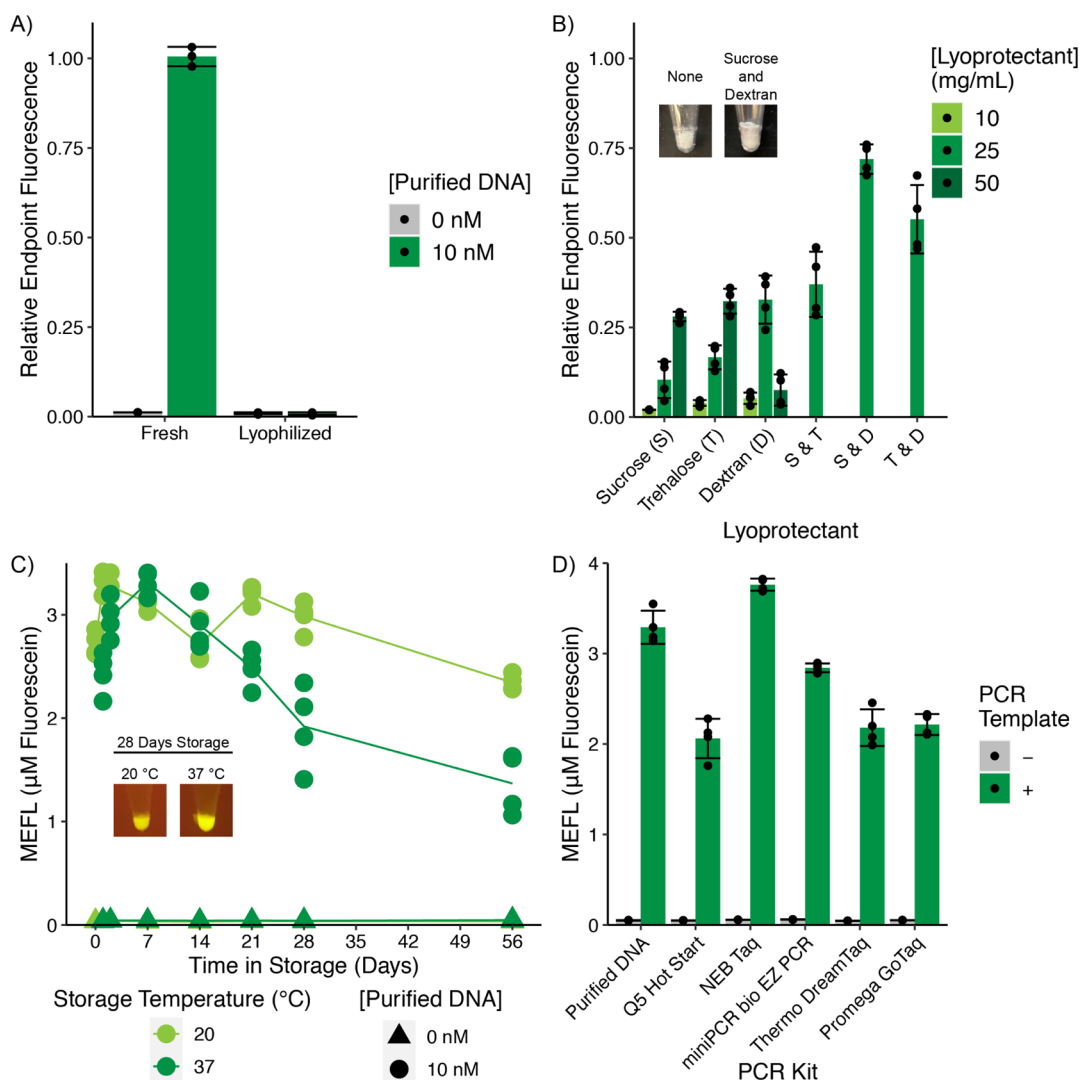 A)
Relative Endpoint Fluorescence
1.00
0.75
0.50
0.25
0.00
Fresh
Lyophilized
[Purified DNA]
0 nM
10 nM
B)
Relative Endpoint Fluorescence
1.00
0.75
0.50
0.25
0.00
None
Sucrose
and
Dextran
[Lyoprotectant]
(mg/mL)
10
25
50
Sucrose (S)
Trehalose (T)
Dextran (D)
S & T
S & D
T & D
Lyoprotectant
C)
MEFL (µM Fluorescein)
3
2
1
0
28 Days Storage
20 °C
37 °C
0
7
14
21
28
35
42
49
56
Time in Storage (Days)
Storage Temperature (°C)
20
37
[Purified DNA]
0 nM
10 nM
D)
MEFL (µM Fluorescein)
4
3
2
1
0
Purified DNA
Q5 Hot Start
NEB Taq
miniPCR bio EZ PCR
Thermo DreamTaq
Promega GoTaq
PCR Kit
PCR
Template
−
+